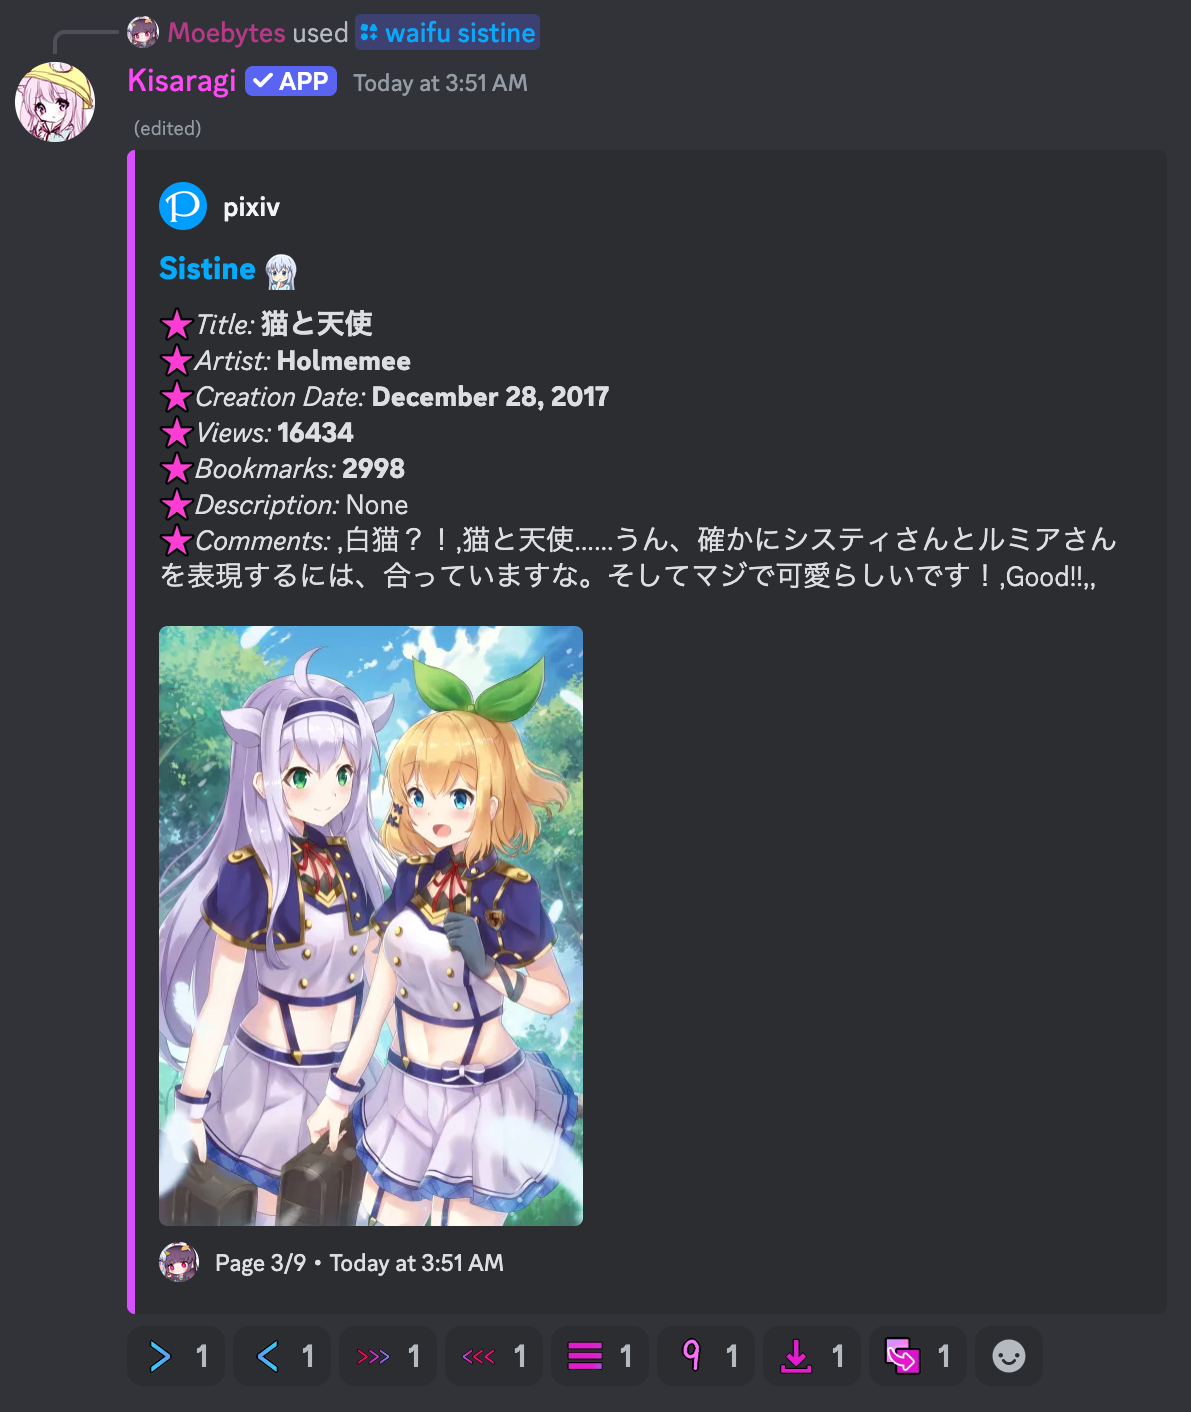 Moebytes used waifu sistine
Kisaragi APP Today at 3:51 AM
(edited)
pixiv
Sistine
Title: 猫と天使
Artist: Holmemee
Creation Date: December 28, 2017
Views: 16434
Bookmarks: 2998
Description: None
Comments: ,白猫？！,猫と天使……うん、確かにシスティさんとルミアさん
を表現するには、合っていますな。そしてマジで可愛らしいです！,Good!!,,
Page 3/9 • Today at 3:51 AM
1 1 1 1 1 1 1 1